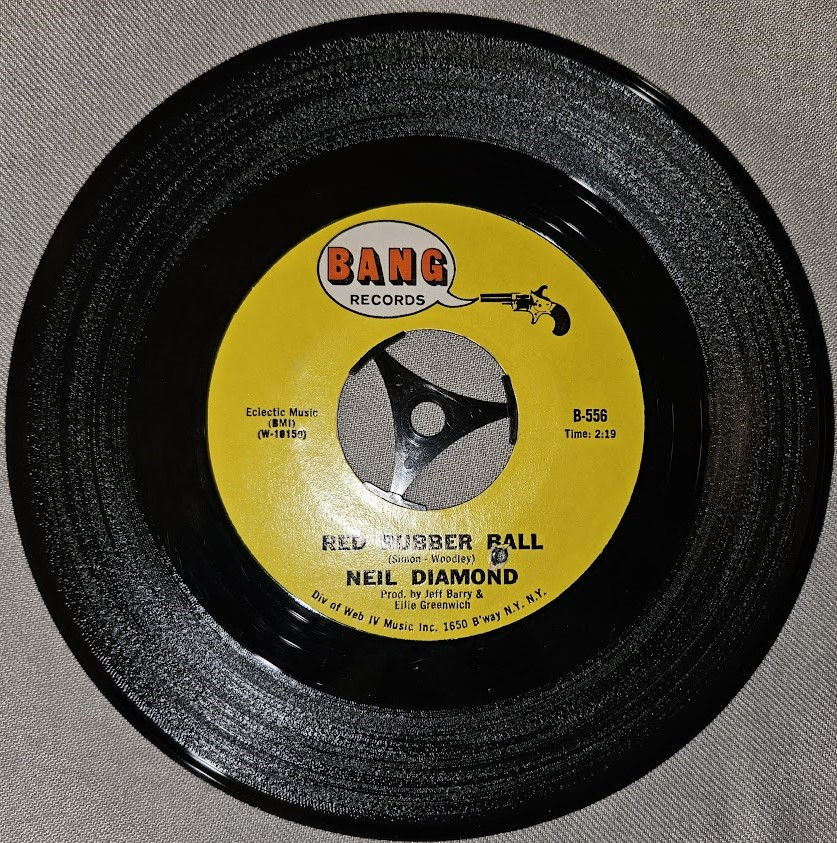 BANG
RECORDS
Eclectic Music
(BMI)
(W-10159)
B-556
Time: 2:19
RED RUBBER BALL
(Simon - Woodley)
NEIL DIAMOND
Prod. by Jeff Barry &
Ellie Greenwich
Div of Web IV Music Inc. 1650 B'way N.Y. N.Y.